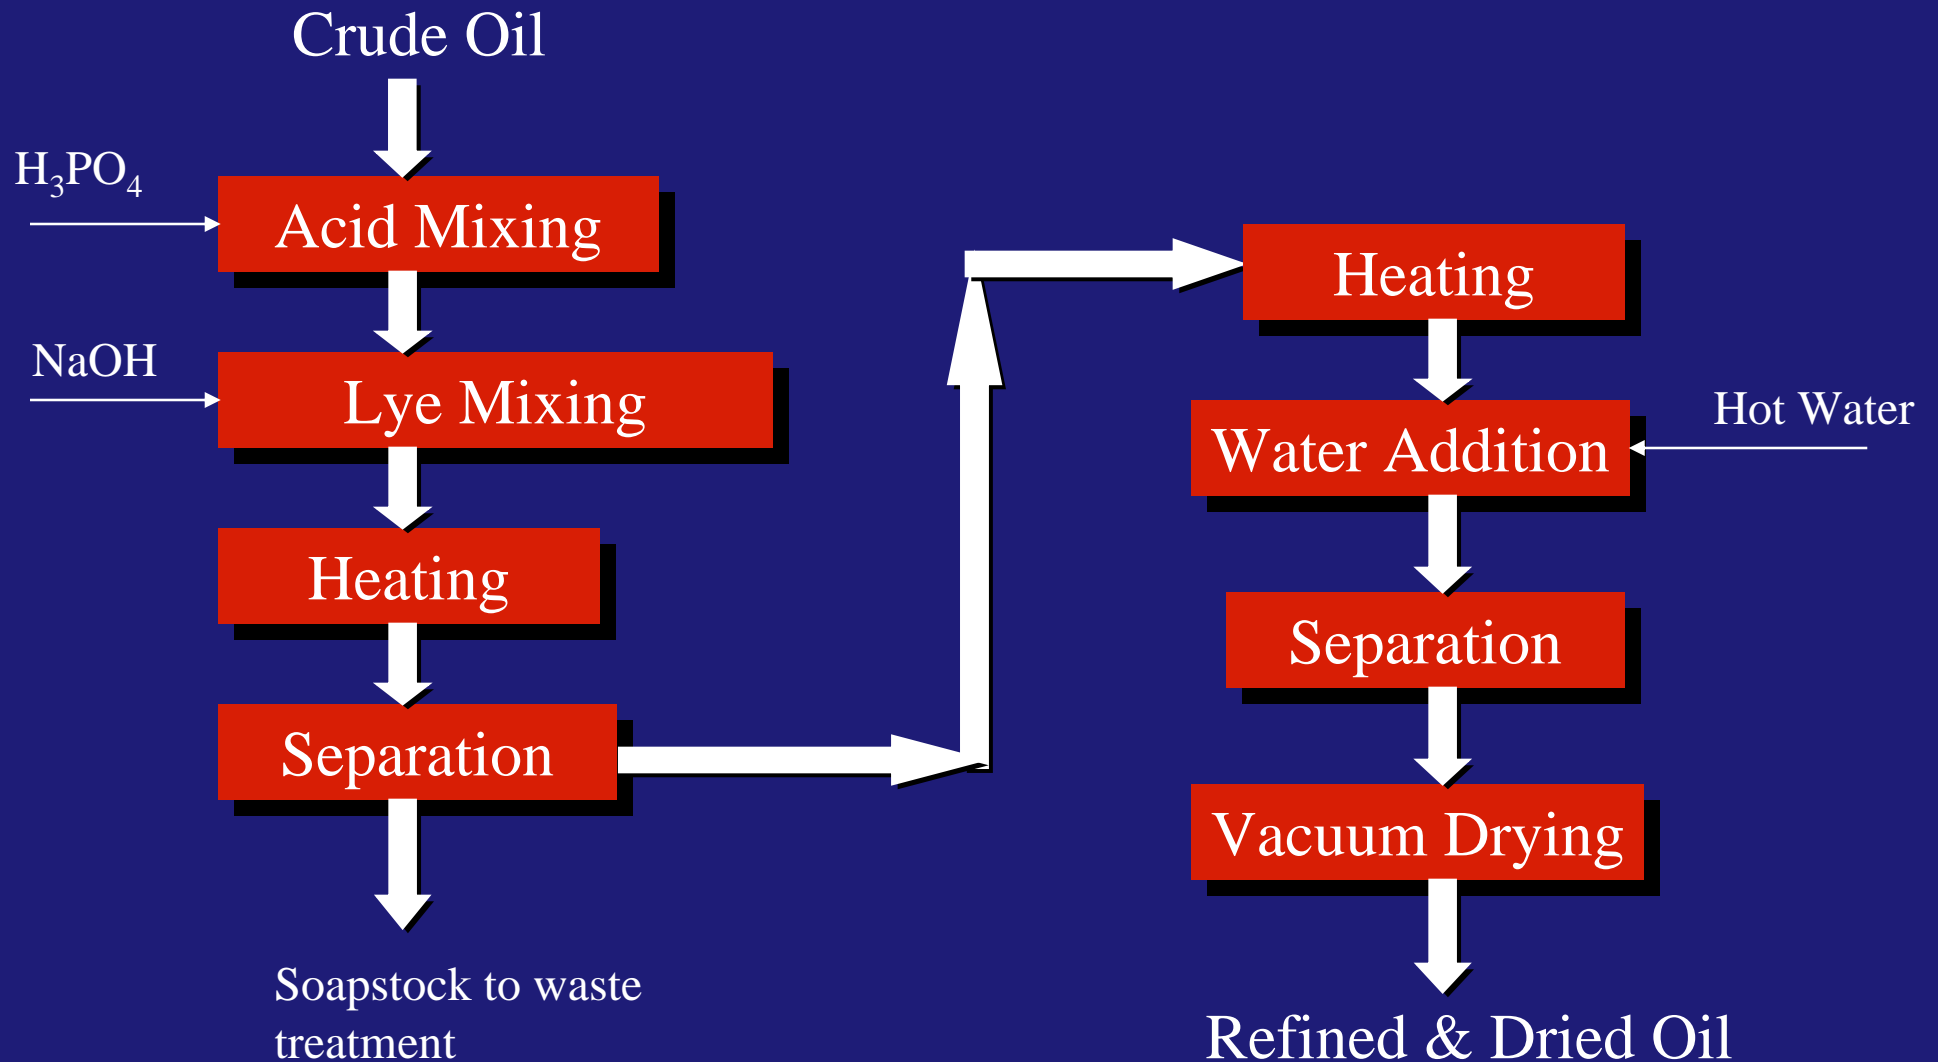 Crude Oil
H₃PO₄
Acid Mixing
NaOH
Lye Mixing
Heating
Separation
Soapstock to waste
treatment
Heating
Hot Water
Water Addition
Separation
Vacuum Drying
Refined & Dried Oil